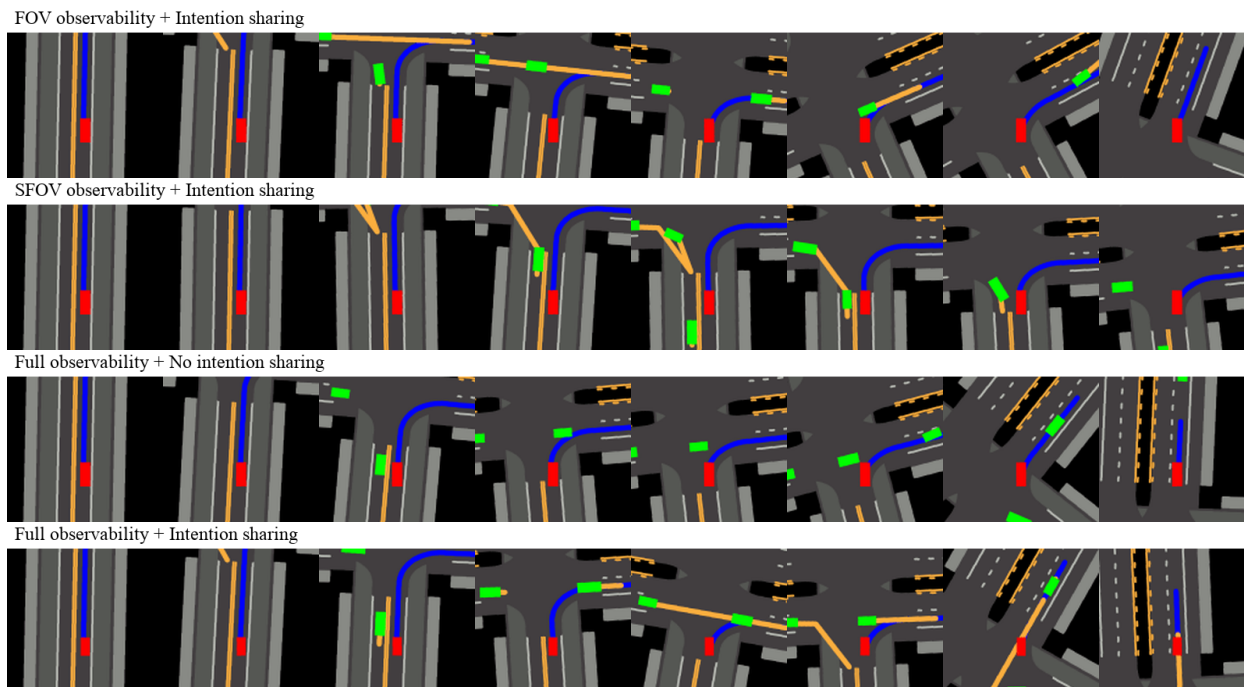 FOV observability + Intention sharing
SFOV observability + Intention sharing
Full observability + No intention sharing
Full observability + Intention sharing